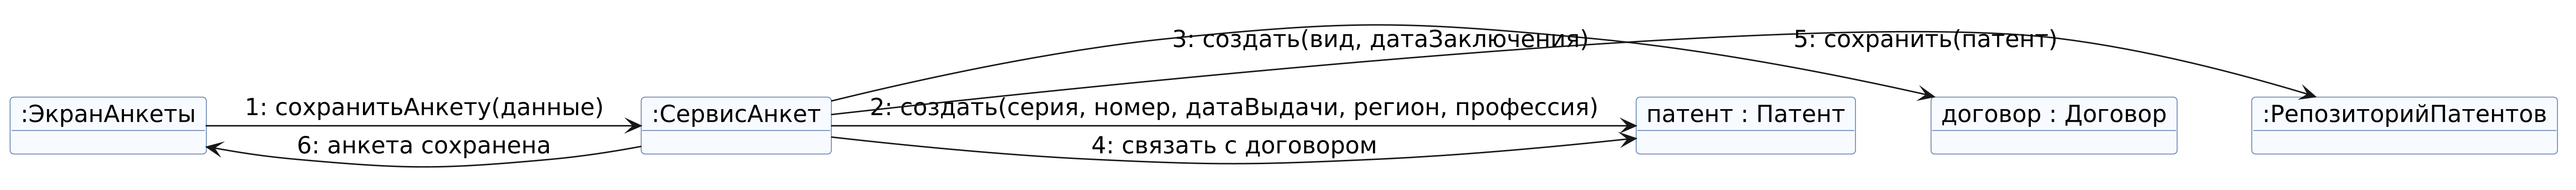 3: создать(вид, датаЗаключения)
5: сохранить(патент)
:ЭкранАнкеты
1: сохранитьАнкету(данные)
:СервисАнкет
2: создать(серия, номер, датаВыдачи, регион, профессия)
патент : Патент
договор : Договор
:РепозиторийПатентов
6: анкета сохранена
4: связать с договором